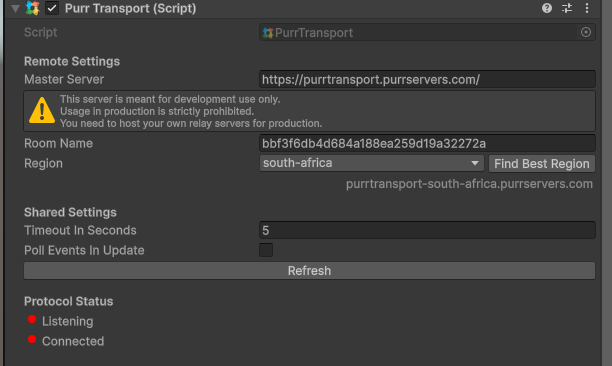 Purr Transport (Script)
Script PurrTransport
Remote Settings
Master Server https://purrtransport.purrservers.com/
This server is meant for development use only.
Usage in production is strictly prohibited.
You need to host your own relay servers for production.
Room Name bbf3f6db4d684a188ea259d19a32272a
Region south-africa Find Best Region
purrtransport-south-africa.purrservers.com
Shared Settings
Timeout In Seconds 5
Poll Events In Update
Refresh
Protocol Status
Listening
Connected